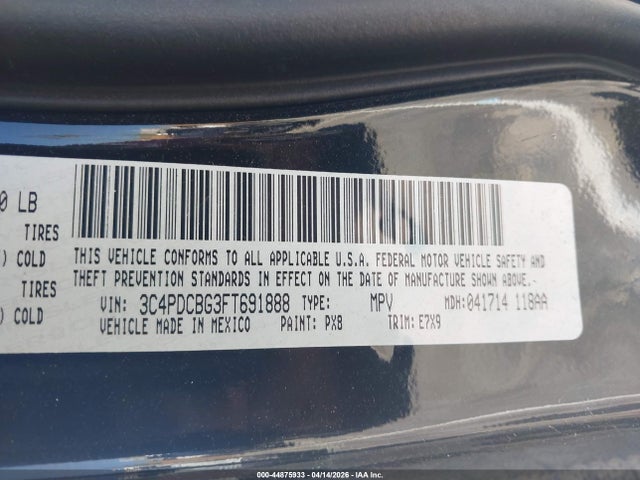 0 LB
TIRES
) COLD
TIRES
) COLD
THIS VEHICLE CONFORMS TO ALL APPLICABLE U.S.A. FEDERAL MOTOR VEHICLE SAFETY AND
THEFT PREVENTION STANDARDS IN EFFECT ON THE DATE OF MANUFACTURE SHOWN ABOVE.
VIN: 3C4PDCBG3FT691888 TYPE: MPV MDH:041714 118AA
VEHICLE MADE IN MEXICO PAINT: PX8 TRIM: E7X9
000-44875933 - 04/14/2026 - IAA Inc.